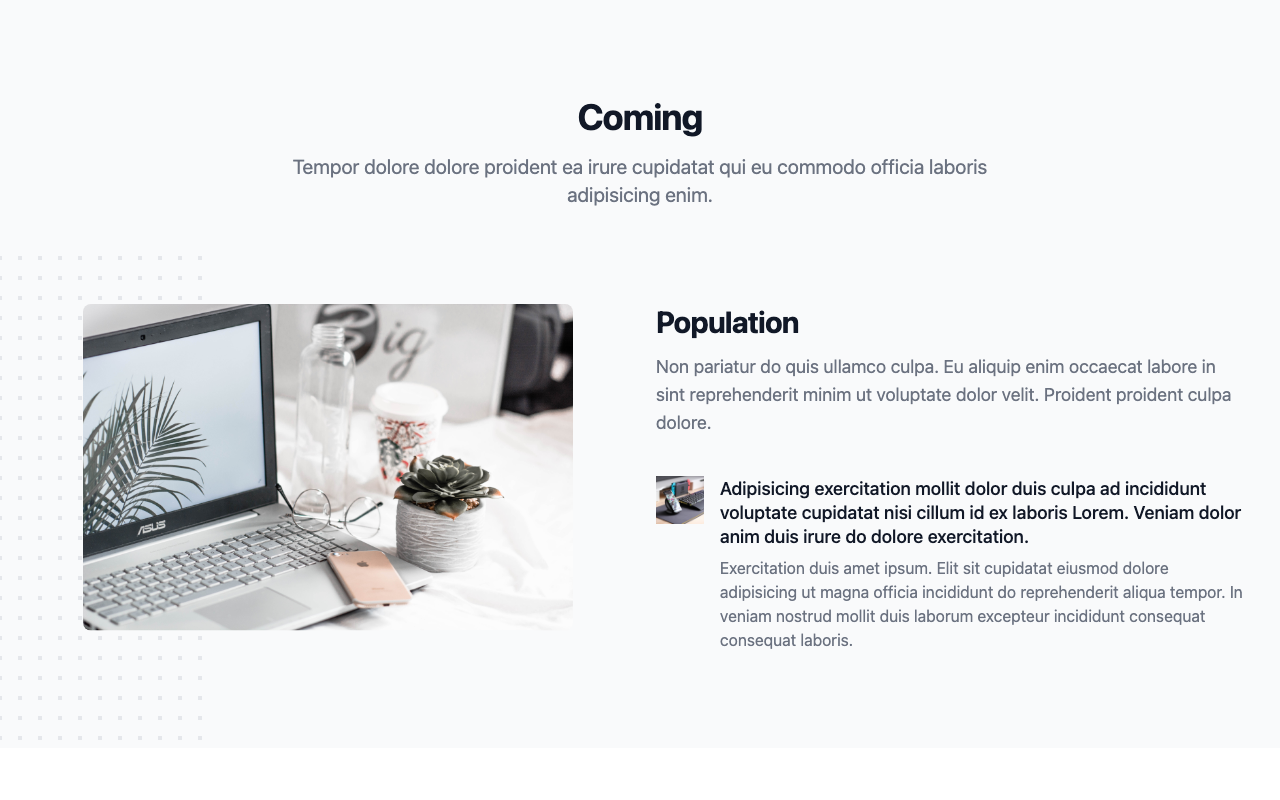 Coming
Tempor dolore dolore proident ea irure cupidatat qui eu commodo officia laboris
adipisicing enim.
Big
ASUS
Population
Non pariatur do quis ullamco culpa. Eu aliquip enim occaecat labore in
sint reprehenderit minim ut voluptate dolor velit. Proident proident culpa
dolore.
Adipisicing exercitation mollit dolor duis culpa ad incididunt
voluptate cupidatat nisi cillum id ex laboris Lorem. Veniam dolor
anim duis irure do dolore exercitation.
Exercitation duis amet ipsum. Elit sit cupidatat eiusmod dolore
adipisicing ut magna officia incididunt do reprehenderit aliqua tempor. In
veniam nostrud mollit duis laborum excepteur incididunt consequat
consequat laboris.